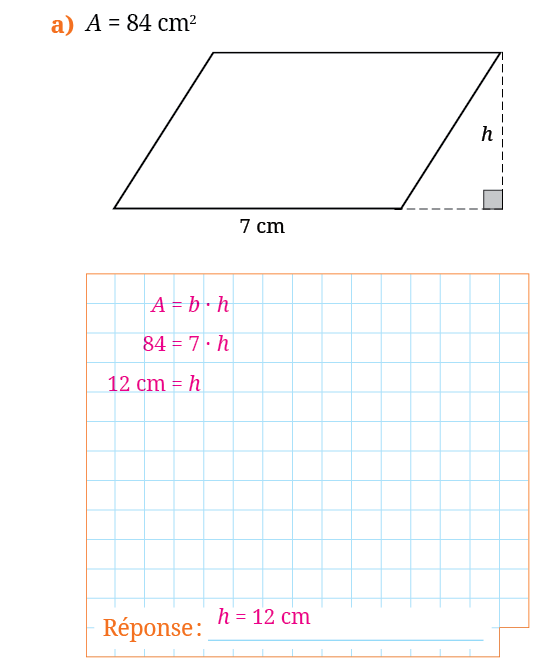 a) A = 84 cm²
h
7 cm
A = b · h
84 = 7 · h
12 cm = h
Réponse : h = 12 cm